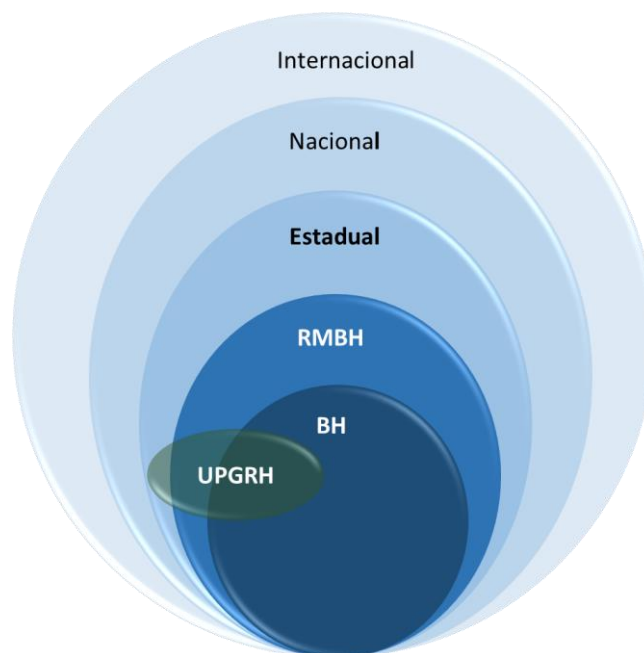 Internacional
Nacional
Estadual
RMBH
BH
UPGRH